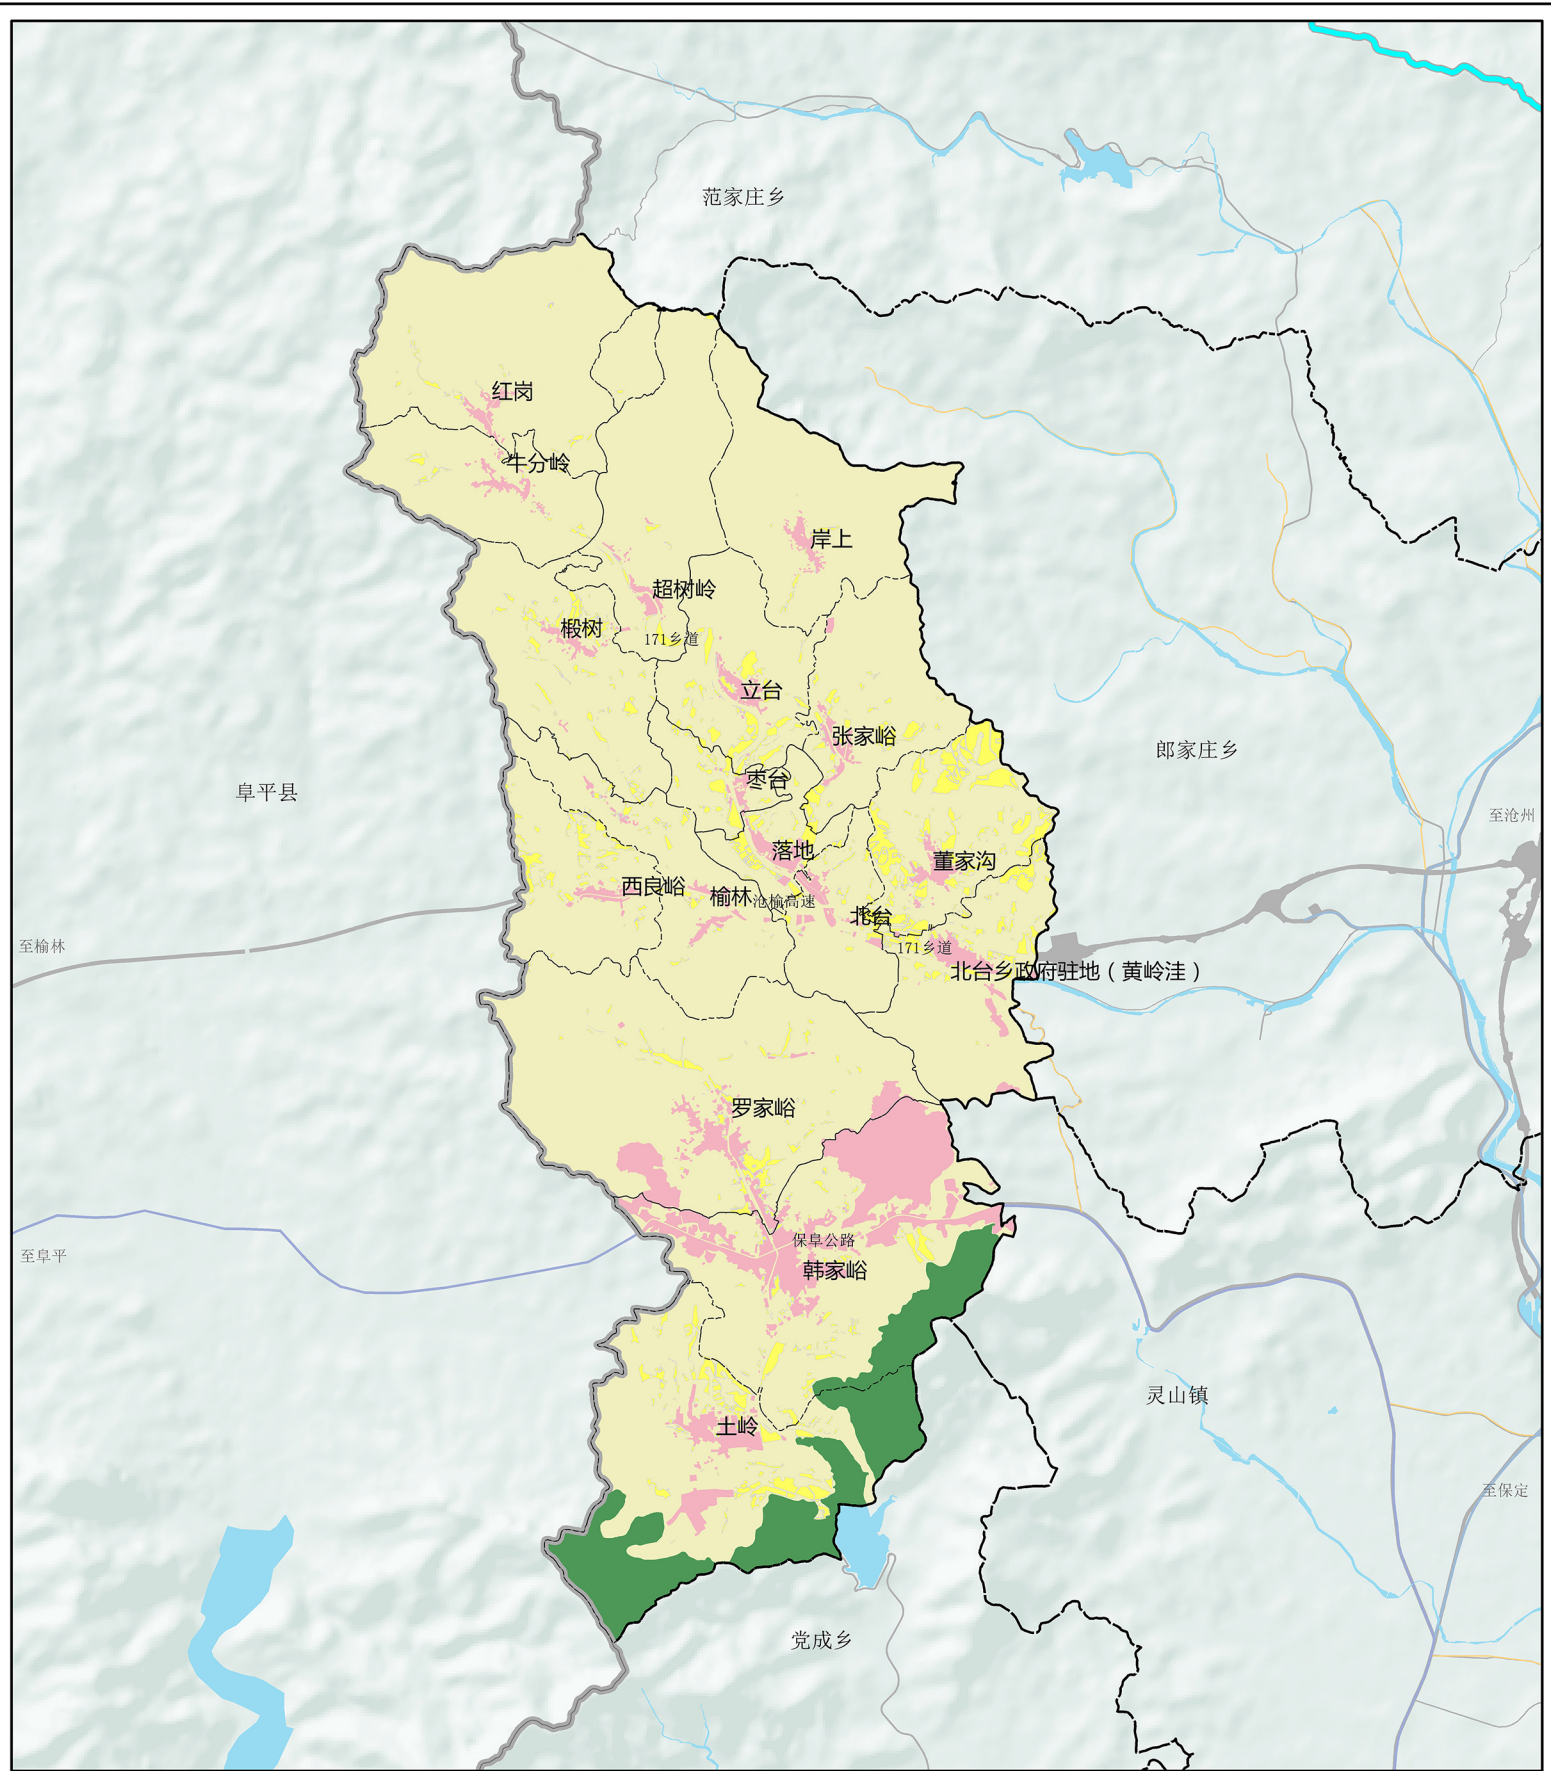 范家庄乡
红岗
牛分岭
岸上
超树岭
椴树
171乡道
立台
张家峪
郎家庄乡
枣台
阜平县
至沧州
落地
董家沟
西良峪
榆林
沧榆高速
北台
至榆林
171乡道
北台乡政府驻地（黄岭洼）
罗家峪
保阜公路
至阜平
韩家峪
灵山镇
土岭
至保定
党成乡